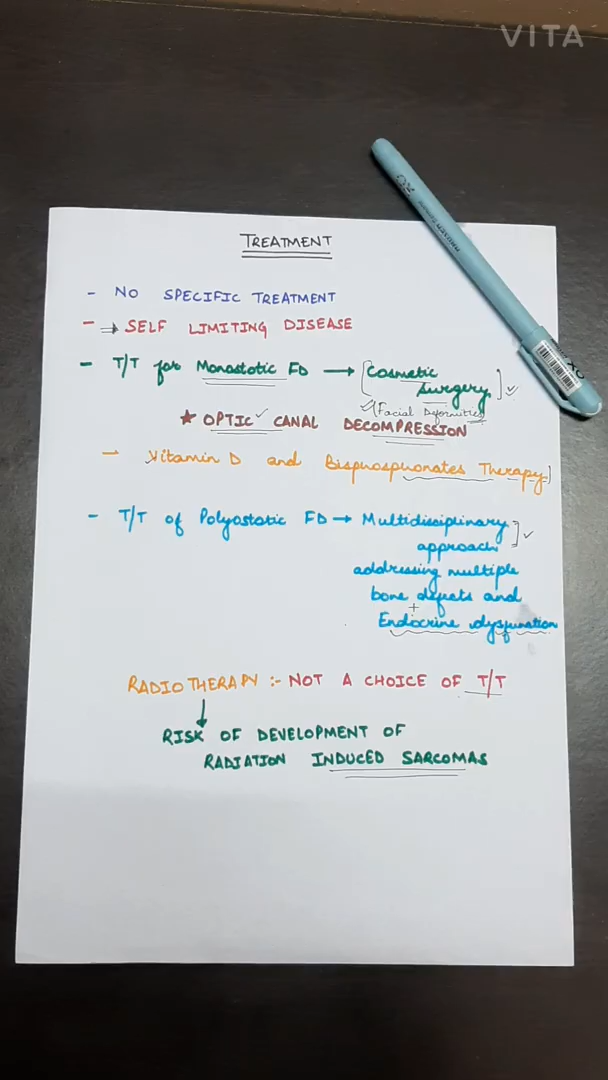 VITA
TREATMENT
- NO SPECIFIC TREATMENT
- → SELF LIMITING DISEASE
- T/T for Monostotic FD → [Cosmetic
Surgery] ✓
(Facial Deformities)
★ OPTIC ✓ CANAL DECOMPRESSION
- Vitamin D and Bisphosphonates Therapy]
- T/T of Polyostotic FD → Multidisciplinary
approach ] ✓
addressing multiple
bone defects and
+
Endocrine dysfunction
RADIOTHERAPY :- NOT A CHOICE OF T/T
↓
RISK OF DEVELOPMENT OF
RADIATION INDUCED SARCOMAS